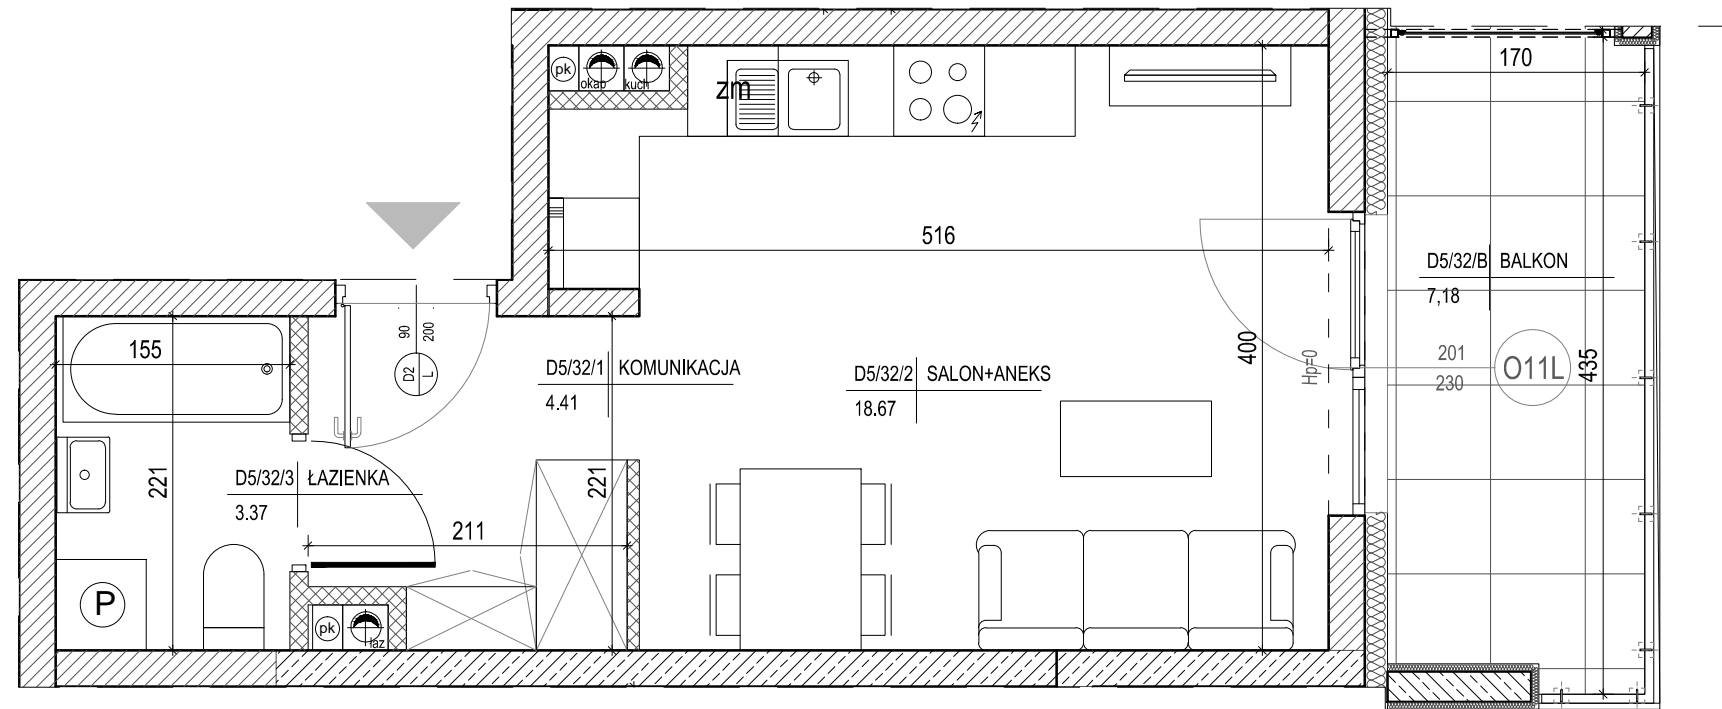 pk
okap
kuch
zm
170
516
D5/32/B BALKON
7,18
155
90
200
D2
L
D5/32/1 KOMUNIKACJA
4.41
D5/32/2 SALON+ANEKS
18.67
400
Hp=0
201
230
O11L
435
221
D5/32/3 ŁAZIENKA
3.37
221
211
P
pk
łaz